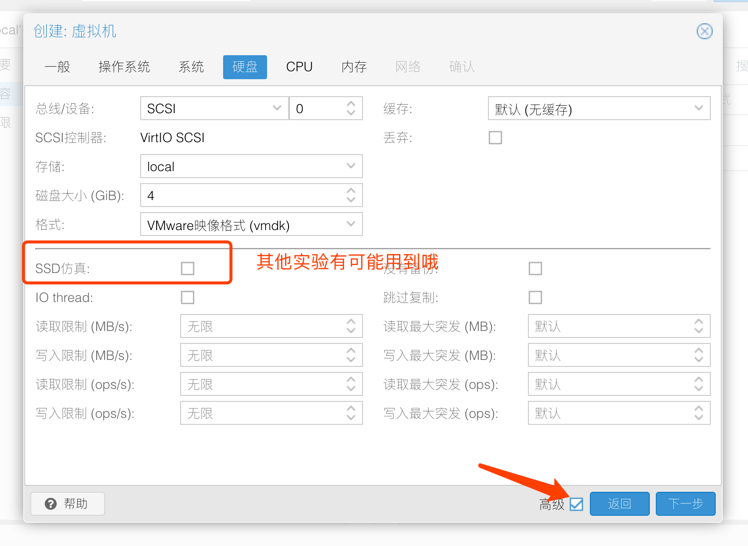 创建: 虚拟机
一般 操作系统 系统 硬盘 CPU 内存 网络 确认
总线/设备: SCSI 0 缓存: 默认 (无缓存)
SCSI控制器: VirtIO SCSI 丢弃:
存储: local
磁盘大小 (GiB): 4
格式: VMware映像格式 (vmdk)
SSD仿真: 其他实验有可能用到哦 没有备份:
IO thread: 跳过复制:
读取限制 (MB/s): 无限 读取最大突发 (MB): 默认
写入限制 (MB/s): 无限 写入最大突发 (MB): 默认
读取限制 (ops/s): 无限 读取最大突发 (ops): 默认
写入限制 (ops/s): 无限 写入最大突发 (ops): 默认
帮助 高级 返回 下一步